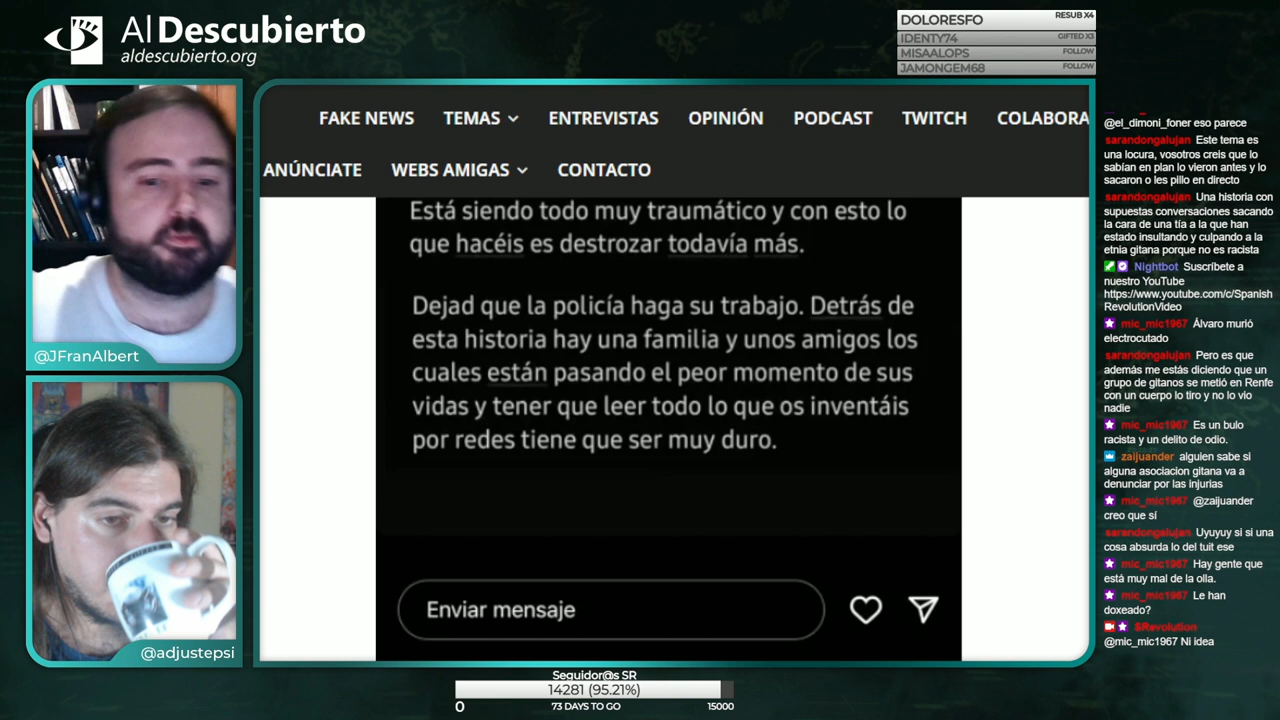 Al Descubierto
aldescubierto.org
DOLORESFO
RESUB X4
IDENTY74
GIFTED X3
MISAALOPS
FOLLOW
JAMONGEM68
FOLLOW
FAKE NEWS TEMAS ENTREVISTAS OPINIÓN PODCAST TWITCH COLABORA
ANÚNCIATE WEBS AMIGAS CONTACTO
Está siendo todo muy traumático y con esto lo
que hacéis es destrozar todavía más.
Dejad que la policía haga su trabajo. Detrás de
esta historia hay una familia y unos amigos los
cuales están pasando el peor momento de sus
vidas y tener que leer todo lo que os inventáis
por redes tiene que ser muy duro.
Enviar mensaje
@JFranAlbert
@adjustepsi
@el_dimoni_foner eso parece
sarandongalujan Este tema es
una locura, vosotros creis que lo
sabían en plan lo vieron antes y lo
sacaron o les pillo en directo
sarandongalujan Una historia con
supuestas conversaciones sacando
la cara de una tía a la que han
estado insultando y culpando a la
etnia gitana porque no es racista
Nightbot Suscríbete a
nuestro YouTube
https://www.youtube.com/c/Spanish
RevolutionVideo
mic_mic1967 Álvaro murió
electrocutado
sarandongalujan Pero es que
además me estás diciendo que un
grupo de gitanos se metió en Renfe
con un cuerpo lo tiro y no lo vio
nadie
mic_mic1967 Es un bulo
racista y un delito de odio.
zaijuander alguien sabe si
alguna asociacion gitana va a
denunciar por las injurias
mic_mic1967 @zaijuander
creo que sí
sarandongalujan Uyuyuy si si una
cosa absurda lo del tuit ese
mic_mic1967 Hay gente que
está muy mal de la olla.
mic_mic1967 Le han
doxeado?
SRevolution
@mic_mic1967 Ni idea
Seguidor@s SR
14281 (95.21%)
0 73 DAYS TO GO 15000